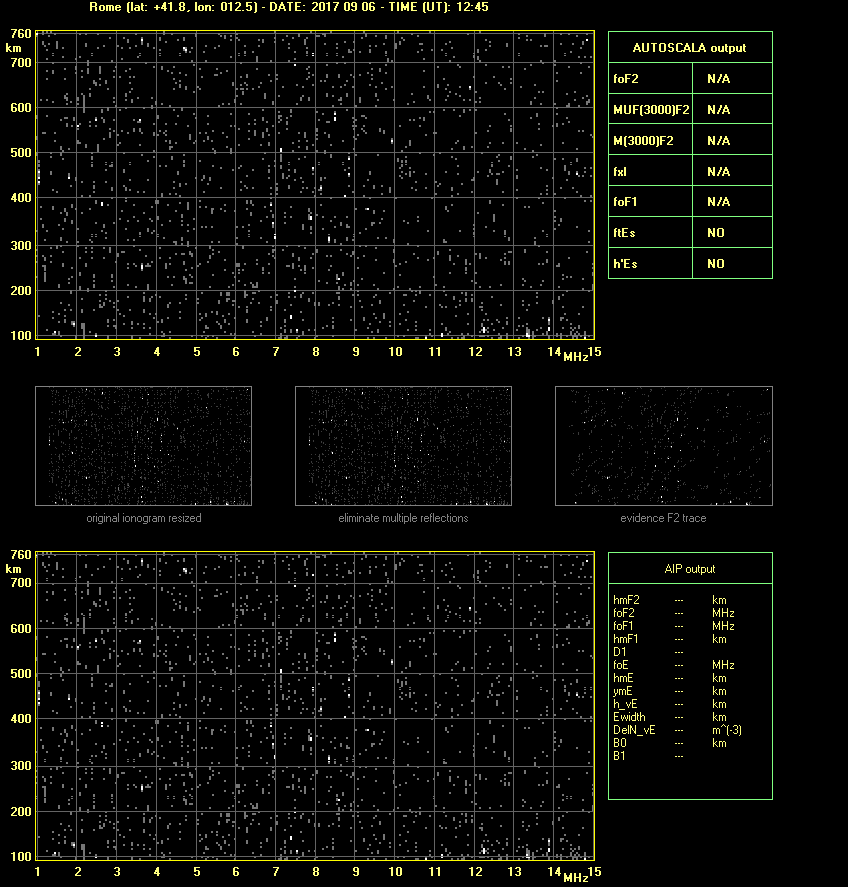 Rome (lat: +41.8, lon: 012.5) - DATE: 2017 09 06 - TIME (UT): 12:45
760
km
700
600
500
400
300
200
100
1 2 3 4 5 6 7 8 9 10 11 12 13 14 MHz 15
AUTOSCALA output
foF2 N/A
MUF(3000)F2 N/A
M(3000)F2 N/A
fxI N/A
foF1 N/A
ftEs NO
h'Es NO
original ionogram resized
eliminate multiple reflections
evidence F2 trace
760
km
700
600
500
400
300
200
100
1 2 3 4 5 6 7 8 9 10 11 12 13 14 MHz 15
AIP output
hmF2 --- km
foF2 --- MHz
foF1 --- MHz
hmF1 --- km
D1 ---
foE --- MHz
hmE --- km
ymE --- km
h_vE --- km
Ewidth --- km
DelN_vE --- m^(-3)
B0 --- km
B1 ---